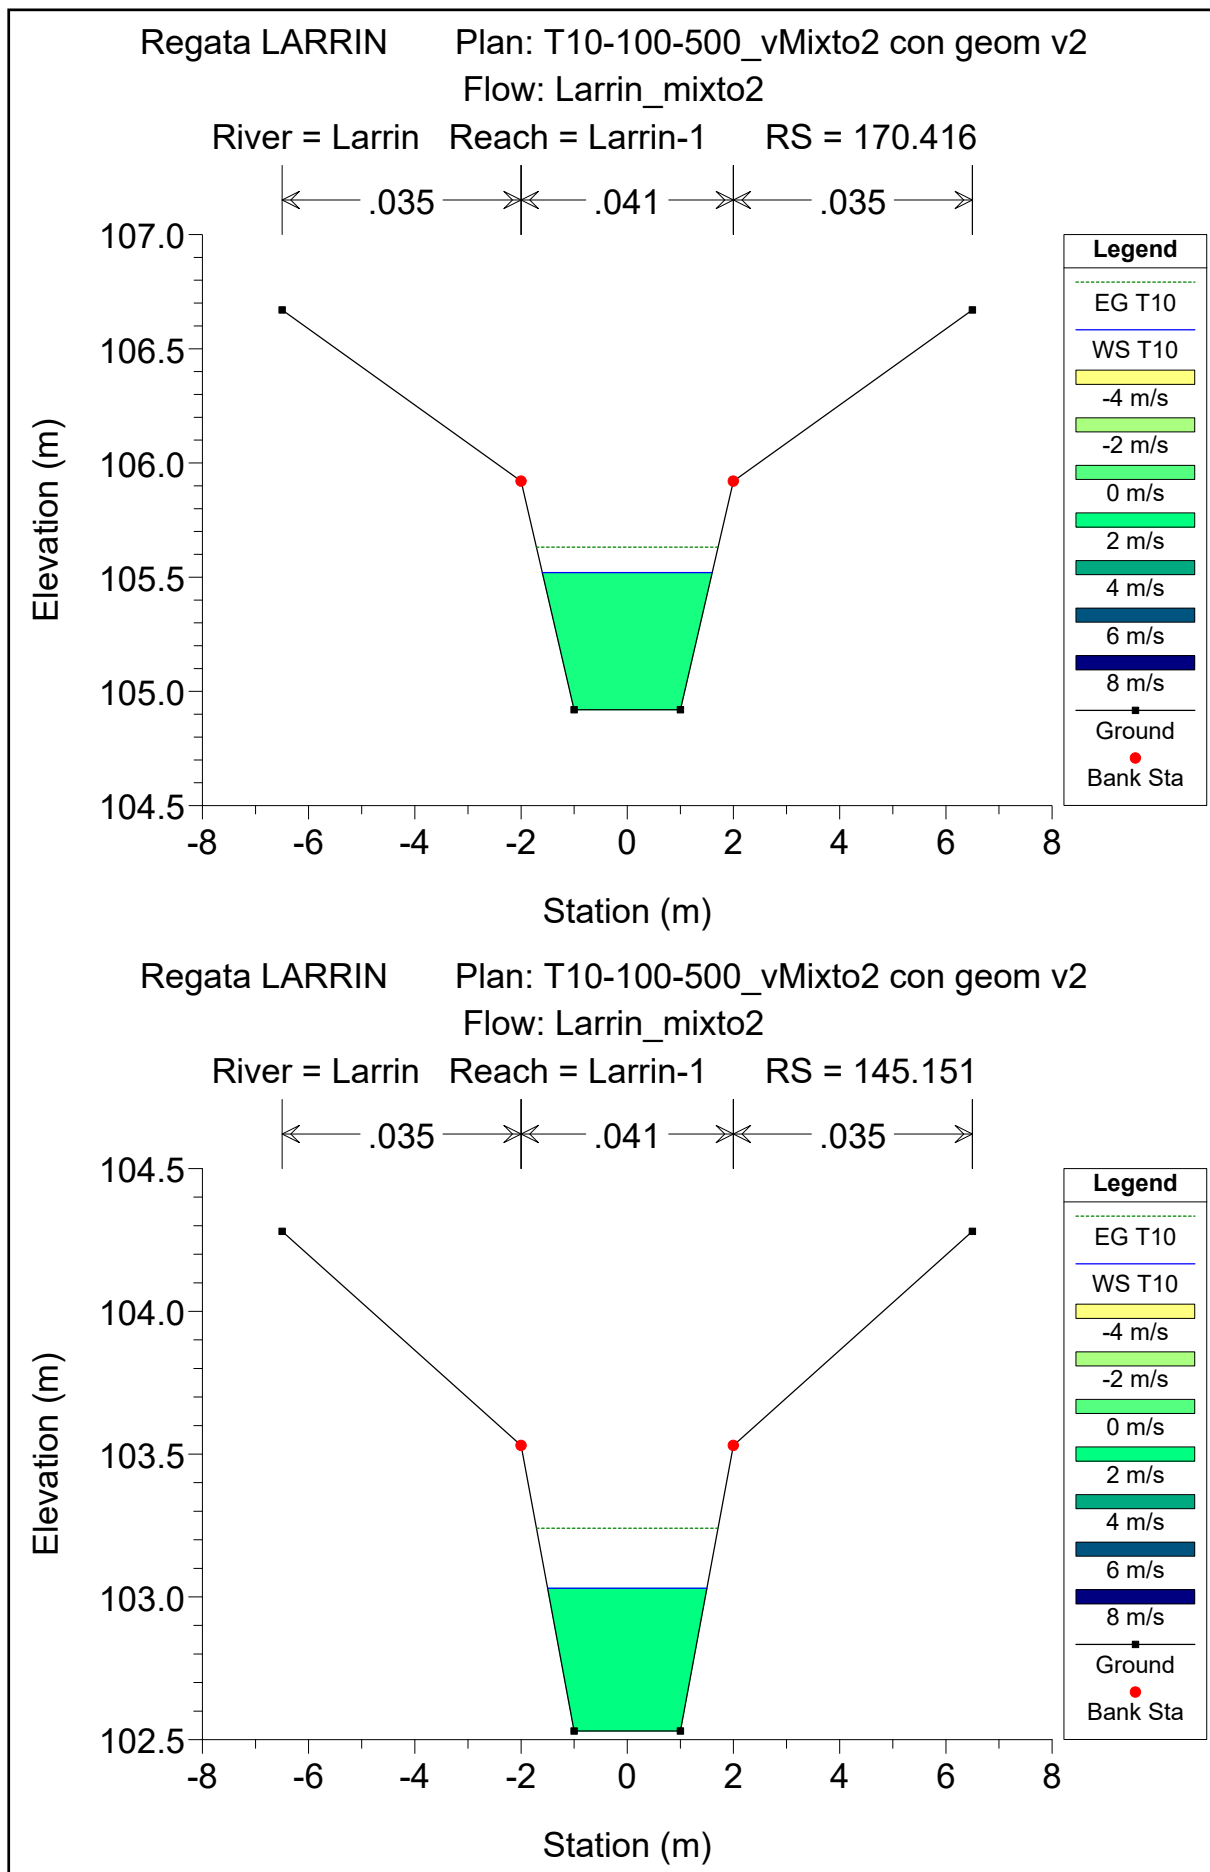 Regata LARRIN Plan: T10-100-500_vMixto2 con geom v2
Flow: Larrin_mixto2
River = Larrin Reach = Larrin-1 RS = 170.416
.035 .041 .035
107.0
106.5
106.0
105.5
105.0
104.5
Elevation (m)
-8 -6 -4 -2 0 2 4 6 8
Station (m)
Legend
EG T10
WS T10
-4 m/s
-2 m/s
0 m/s
2 m/s
4 m/s
6 m/s
8 m/s
Ground
Bank Sta
Regata LARRIN Plan: T10-100-500_vMixto2 con geom v2
Flow: Larrin_mixto2
River = Larrin Reach = Larrin-1 RS = 145.151
.035 .041 .035
104.5
104.0
103.5
103.0
102.5
Elevation (m)
-8 -6 -4 -2 0 2 4 6 8
Station (m)
Legend
EG T10
WS T10
-4 m/s
-2 m/s
0 m/s
2 m/s
4 m/s
6 m/s
8 m/s
Ground
Bank Sta